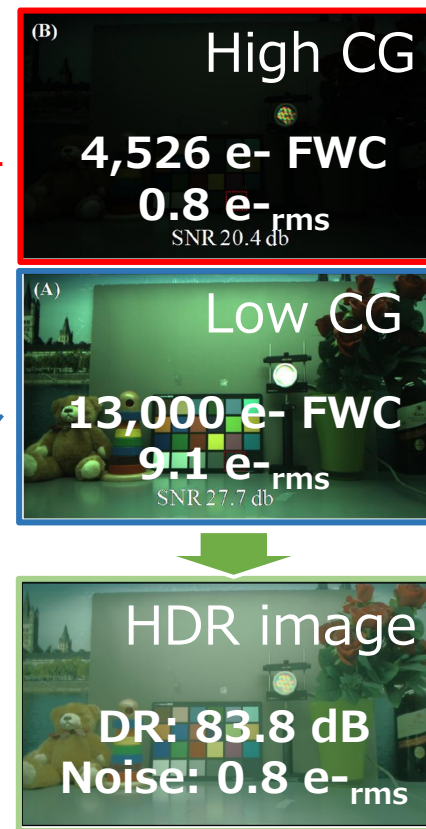 (B)
High CG
4,526 e- FWC
0.8 e-rms
SNR 20.4 db
(A)
Low CG
13,000 e- FWC
9.1 e-rms
SNR 27.7 db
HDR image
DR: 83.8 dB
Noise: 0.8 e-rms